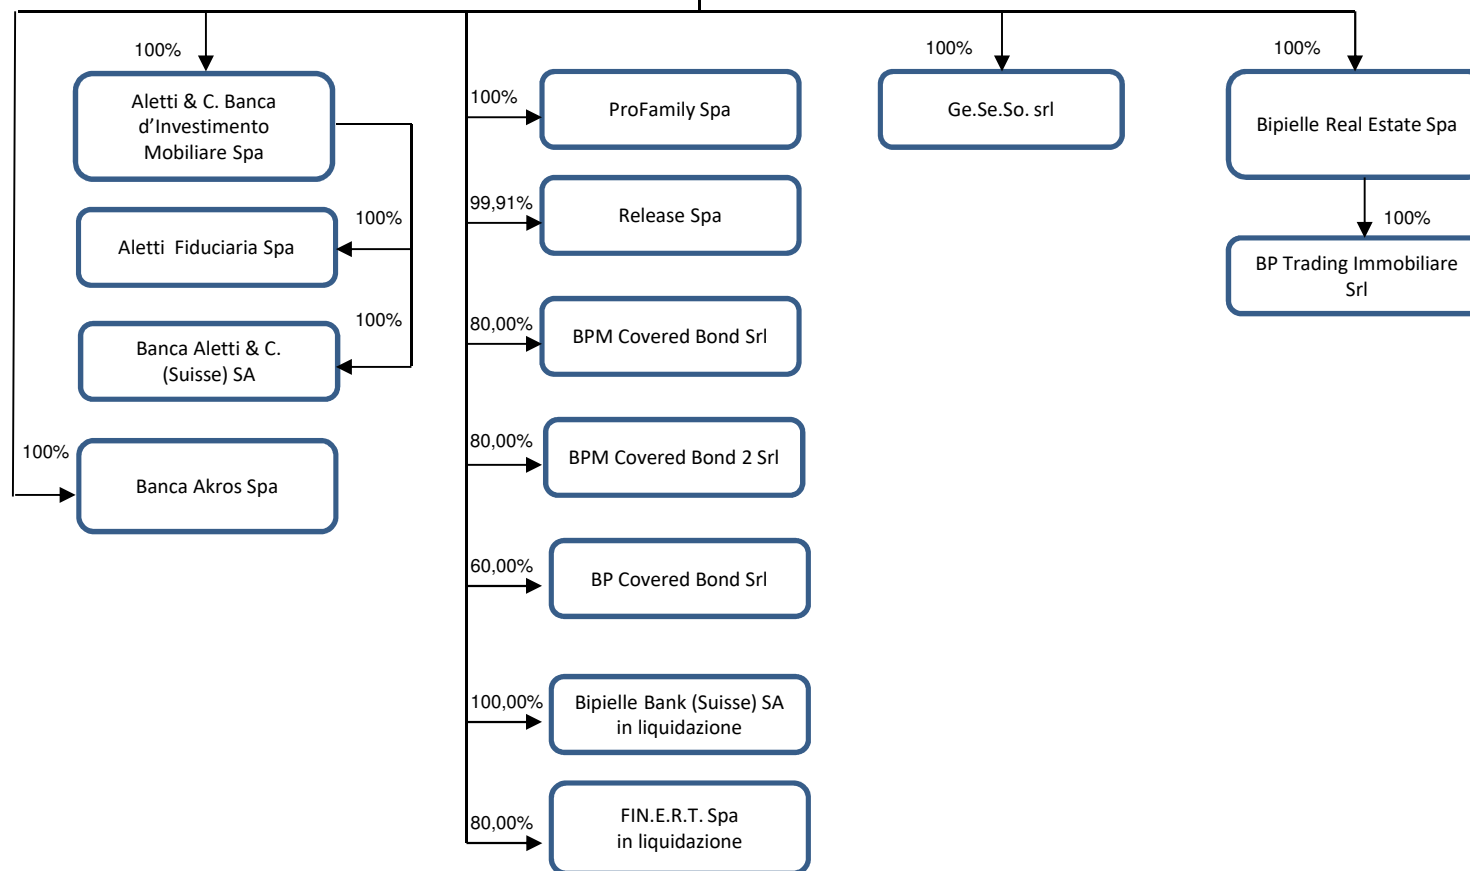 100%
Aletti & C. Banca
d’Investimento
Mobiliare Spa
100%
Aletti Fiduciaria Spa
100%
Banca Aletti & C.
(Suisse) SA
100%
Banca Akros Spa
100%
ProFamily Spa
99,91%
Release Spa
80,00%
BPM Covered Bond Srl
80,00%
BPM Covered Bond 2 Srl
60,00%
BP Covered Bond Srl
100,00%
Bipielle Bank (Suisse) SA
in liquidazione
80,00%
FIN.E.R.T. Spa
in liquidazione
100%
Ge.Se.So. srl
100%
Bipielle Real Estate Spa
100%
BP Trading Immobiliare
Srl